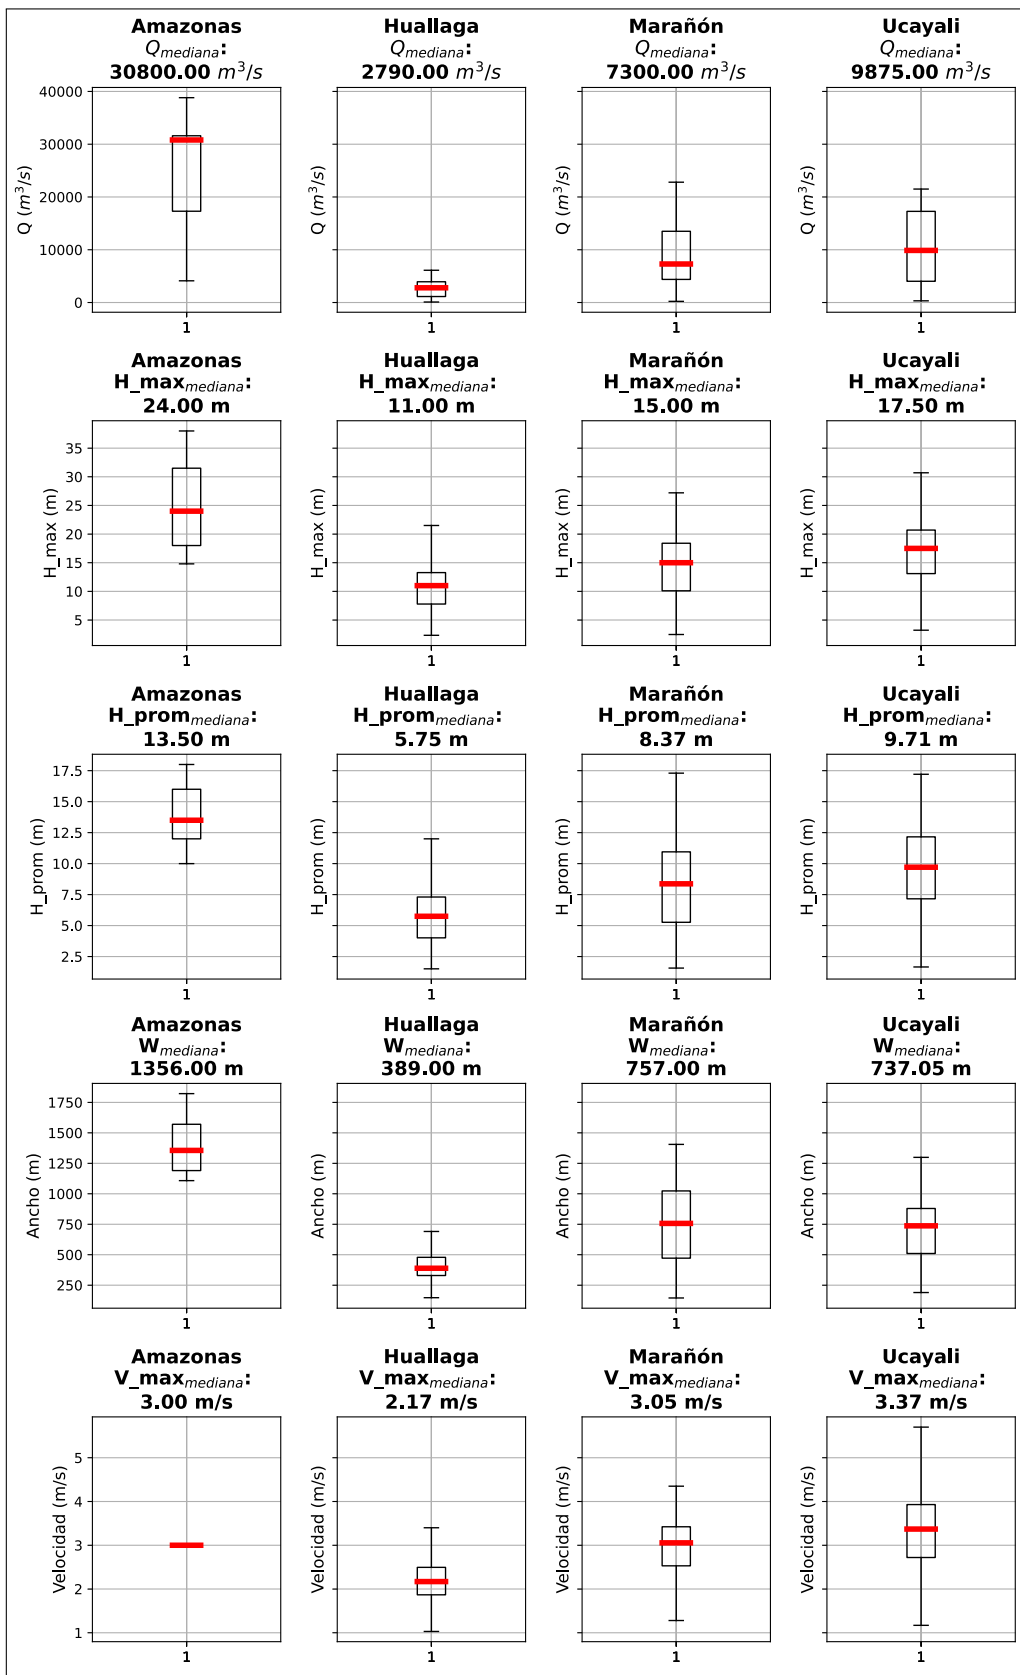 Amazonas
Q_mediana:
30800.00 m³/s
Huallaga
Q_mediana:
2790.00 m³/s
Marañón
Q_mediana:
7300.00 m³/s
Ucayali
Q_mediana:
9875.00 m³/s
Q (m³/s)
40000
30000
20000
10000
0
1
Q (m³/s)
1
Q (m³/s)
1
Q (m³/s)
1
Amazonas
H_max_mediana:
24.00 m
Huallaga
H_max_mediana:
11.00 m
Marañón
H_max_mediana:
15.00 m
Ucayali
H_max_mediana:
17.50 m
H_max (m)
35
30
25
20
15
10
5
1
H_max (m)
1
H_max (m)
1
H_max (m)
1
Amazonas
H_prom_mediana:
13.50 m
Huallaga
H_prom_mediana:
5.75 m
Marañón
H_prom_mediana:
8.37 m
Ucayali
H_prom_mediana:
9.71 m
H_prom (m)
17.5
15.0
12.5
10.0
7.5
5.0
2.5
1
H_prom (m)
1
H_prom (m)
1
H_prom (m)
1
Amazonas
W_mediana:
1356.00 m
Huallaga
W_mediana:
389.00 m
Marañón
W_mediana:
757.00 m
Ucayali
W_mediana:
737.05 m
Ancho (m)
1750
1500
1250
1000
750
500
250
1
Ancho (m)
1
Ancho (m)
1
Ancho (m)
1
Amazonas
V_max_mediana:
3.00 m/s
Huallaga
V_max_mediana:
2.17 m/s
Marañón
V_max_mediana:
3.05 m/s
Ucayali
V_max_mediana:
3.37 m/s
Velocidad (m/s)
5
4
3
2
1
1
Velocidad (m/s)
1
Velocidad (m/s)
1
Velocidad (m/s)
1